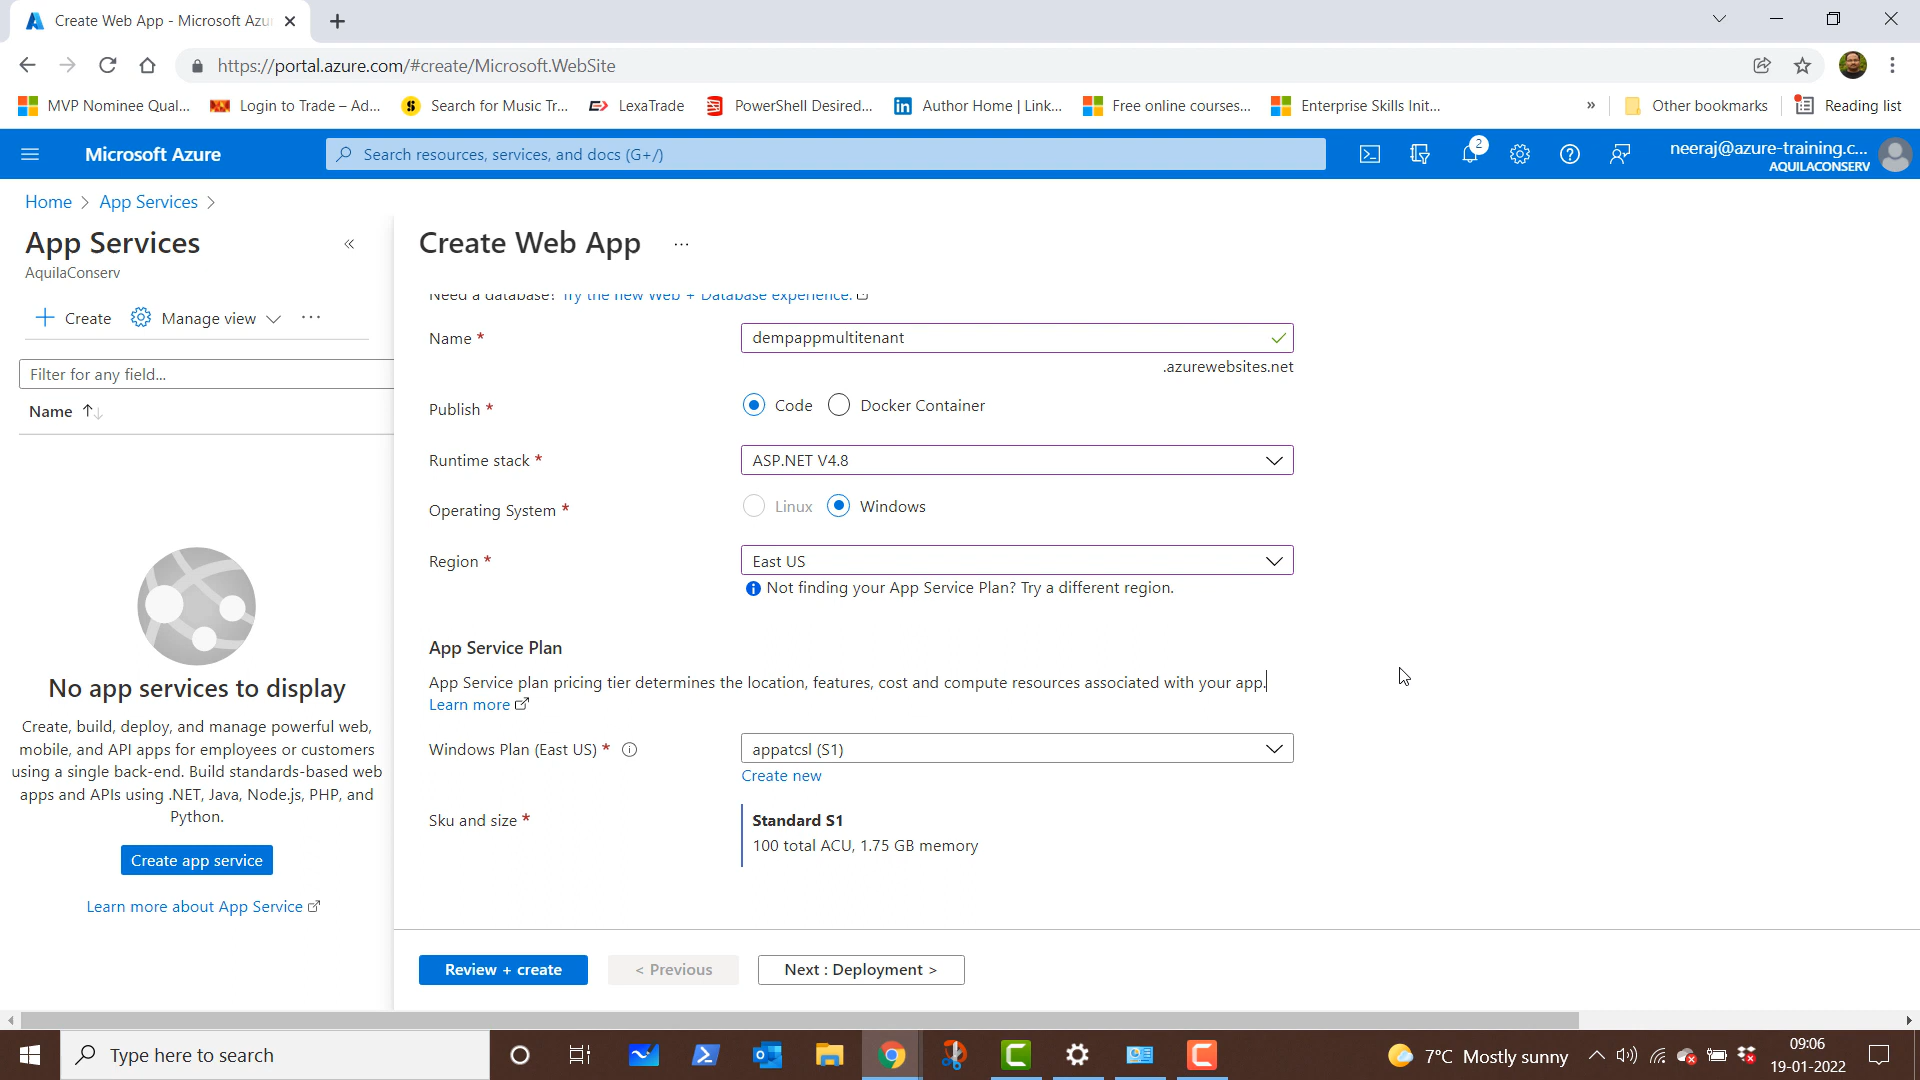 Create Web App - Microsoft Azu
https://portal.azure.com/#create/Microsoft.WebSite
MVP Nominee Qual...
Login to Trade – Ad...
Search for Music Tr...
LexaTrade
PowerShell Desired...
Author Home | Link...
Free online courses...
Enterprise Skills Init...
»
Other bookmarks
Reading list
Microsoft Azure
Search resources, services, and docs (G+/)
2
neeraj@azure-training.c...
AQUILACONSERV
Home > App Services >
App Services
«
AquilaConserv
Create Web App
...
+ Create
Manage view
...
Filter for any field...
Name
No app services to display
Create, build, deploy, and manage powerful web,
mobile, and API apps for employees or customers
using a single back-end. Build standards-based web
apps and APIs using .NET, Java, Node.js, PHP, and
Python.
Create app service
Learn more about App Service
Need a database? Try the new Web + Database experience.
Name *
dempappmultitenant
.azurewebsites.net
Publish *
Code
Docker Container
Runtime stack *
ASP.NET V4.8
Operating System *
Linux
Windows
Region *
East US
Not finding your App Service Plan? Try a different region.
App Service Plan
App Service plan pricing tier determines the location, features, cost and compute resources associated with your app.
Learn more
Windows Plan (East US) *
appatcsl (S1)
Create new
Sku and size *
Standard S1
100 total ACU, 1.75 GB memory
Review + create
< Previous
Next : Deployment >
Type here to search
7°C Mostly sunny
09:06
19-01-2022